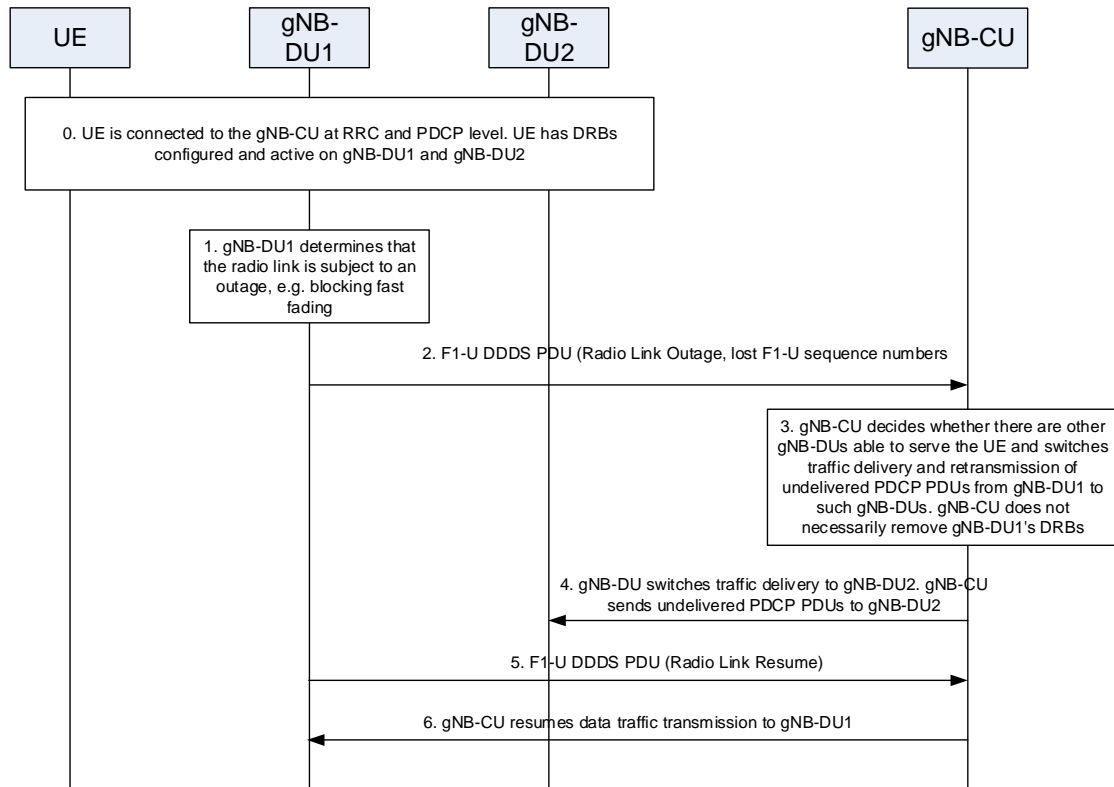 UE
gNB-
DU1
gNB-
DU2
gNB-CU
0. UE is connected to the gNB-CU at RRC and PDCP level. UE has DRBs
configured and active on gNB-DU1 and gNB-DU2
1. gNB-DU1 determines that
the radio link is subject to an
outage, e.g. blocking fast
fading
2. F1-U DDDS PDU (Radio Link Outage, lost F1-U sequence numbers
3. gNB-CU decides whether there are other
gNB-DUs able to serve the UE and switches
traffic delivery and retransmission of
undelivered PDCP PDUs from gNB-DU1 to
such gNB-DUs. gNB-CU does not
necessarily remove gNB-DU1's DRBs
4. gNB-DU switches traffic delivery to gNB-DU2. gNB-CU
sends undelivered PDCP PDUs to gNB-DU2
5. F1-U DDDS PDU (Radio Link Resume)
6. gNB-CU resumes data traffic transmission to gNB-DU1